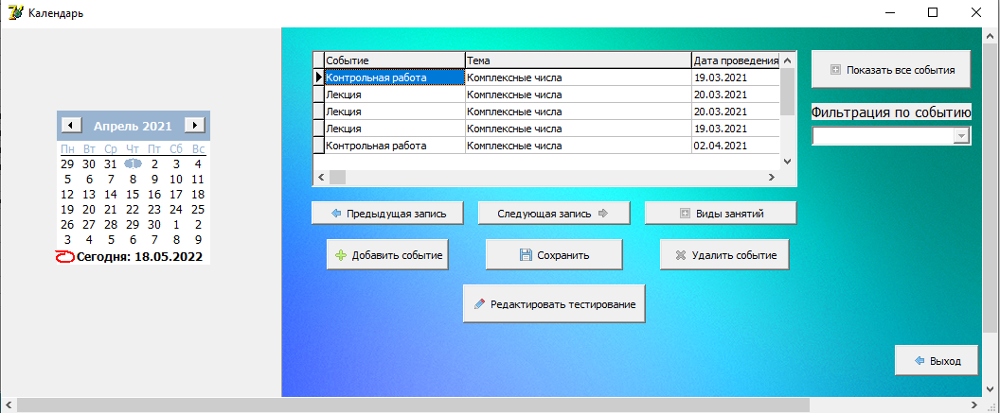 Календарь
Апрель 2021
Пн Вт Ср Чт Пт Сб Вс
29 30 31 1 2 3 4
5 6 7 8 9 10 11
12 13 14 15 16 17 18
19 20 21 22 23 24 25
26 27 28 29 30 1 2
3 4 5 6 7 8 9
Сегодня: 18.05.2022
Событие Тема Дата проведения
Контрольная работа Комплексные числа 19.03.2021
Лекция Комплексные числа 20.03.2021
Лекция Комплексные числа 20.03.2021
Лекция Комплексные числа 19.03.2021
Контрольная работа Комплексные числа 02.04.2021
Показать все события
Фильтрация по событию
Предыдущая запись Следующая запись Виды занятий
Добавить событие Сохранить Удалить событие
Редактировать тестирование
Выход